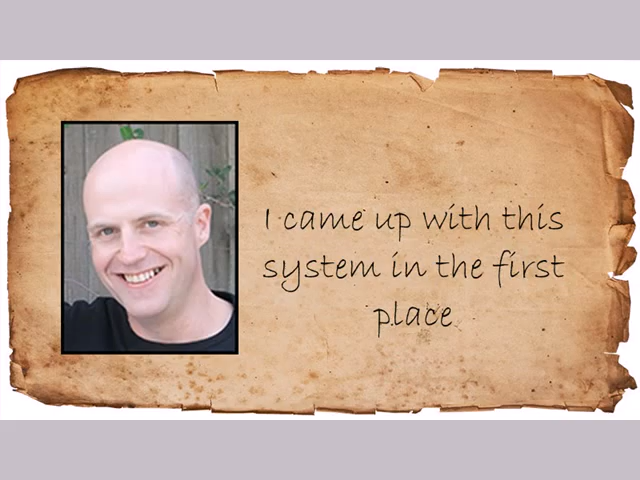 I came up with this
system in the first
place